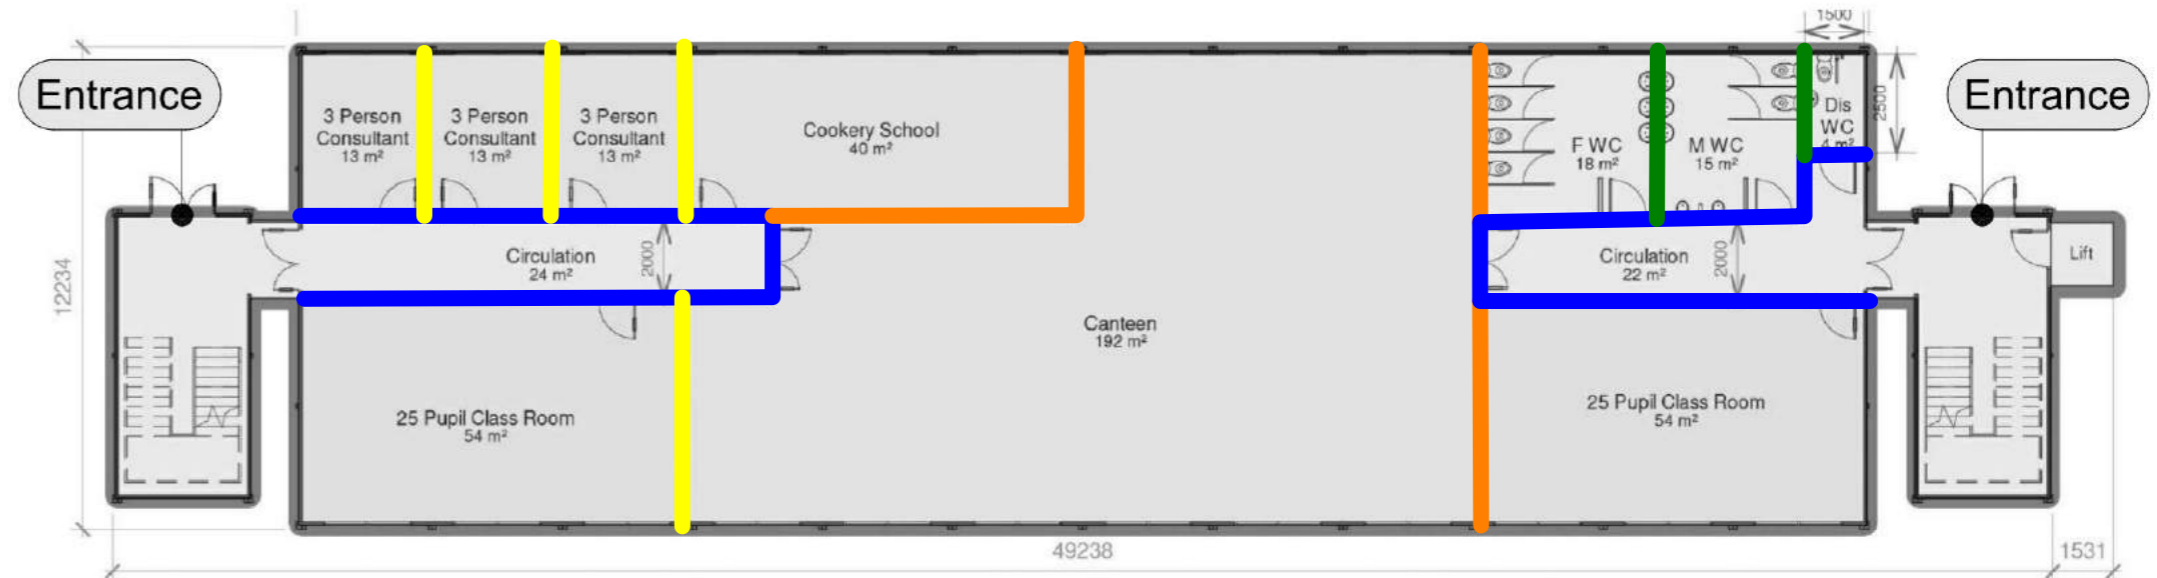 1500
Entrance
Entrance
3 Person
Consultant
13 m²
3 Person
Consultant
13 m²
3 Person
Consultant
13 m²
Cookery School
40 m²
F WC
18 m²
M WC
15 m²
Dis
WC
4 m²
2500
12234
Circulation
24 m²
2000
Circulation
22 m²
2000
Lift
Canteen
192 m²
25 Pupil Class Room
54 m²
25 Pupil Class Room
54 m²
49238
1531